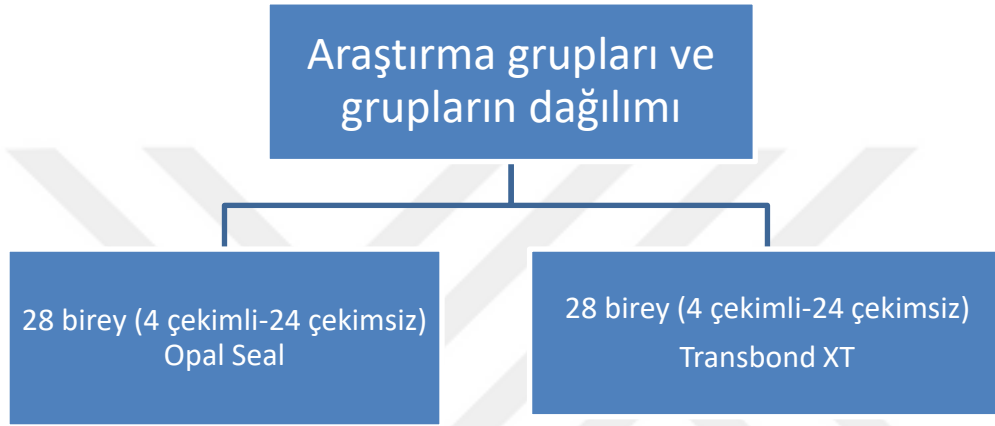 Araştırma grupları ve
grupların dağılımı
28 birey (4 çekimli-24 çekimsiz)
Opal Seal
28 birey (4 çekimli-24 çekimsiz)
Transbond XT